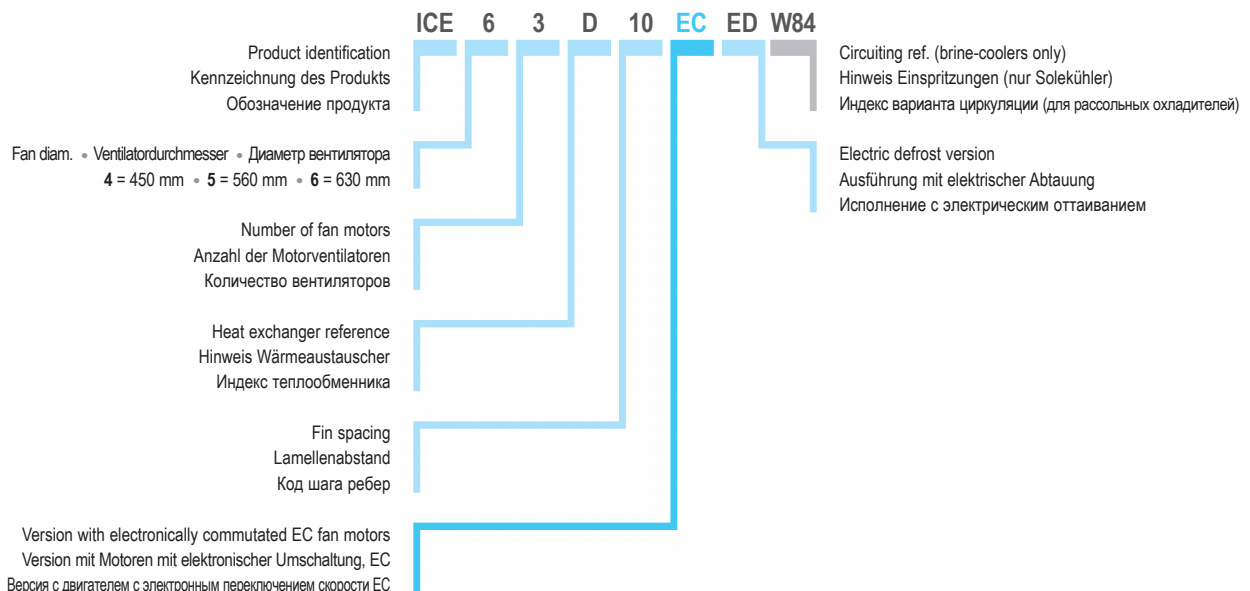 ICE 6 3 D 10 EC ED W84
Product identification
Kennzeichnung des Produkts
Обозначение продукта
Circuiting ref. (brine-coolers only)
Hinweis Einspritzungen (nur Solekühler)
Индекс варианта циркуляции (для рассольных охладителей)
Fan diam. • Ventilatordurchmesser • Диаметр вентилятора
4 = 450 mm • 5 = 560 mm • 6 = 630 mm
Electric defrost version
Ausführung mit elektrischer Abtauung
Исполнение с электрическим оттаиванием
Number of fan motors
Anzahl der Motorventilatoren
Количество вентиляторов
Heat exchanger reference
Hinweis Wärmeaustauscher
Индекс теплообменника
Fin spacing
Lamellenabstand
Код шага ребер
Version with electronically commutated EC fan motors
Version mit Motoren mit elektronischer Umschaltung, EC
Версия с двигателем с электронным переключением скорости EC